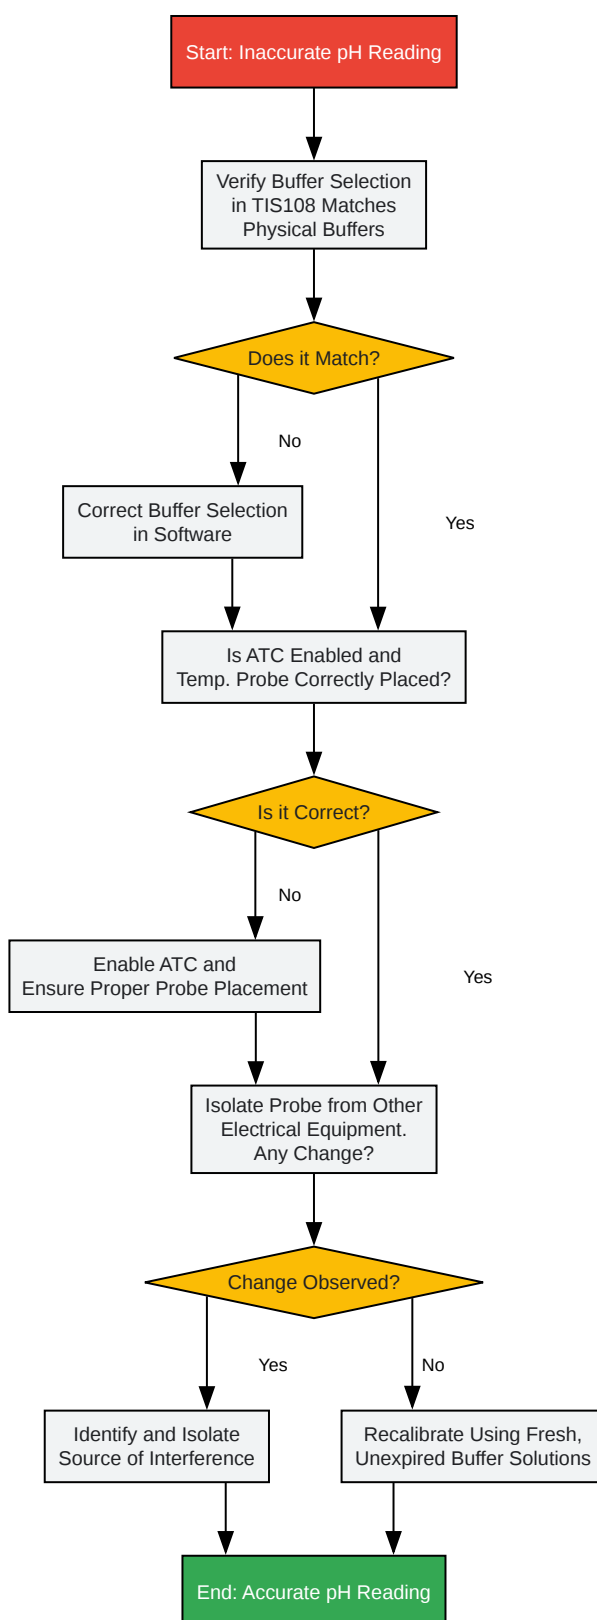 Start: Inaccurate pH Reading
Verify Buffer Selection
in TIS108 Matches
Physical Buffers
Does it Match?
No
Correct Buffer Selection
in Software
Yes
Is ATC Enabled and
Temp. Probe Correctly Placed?
Is it Correct?
No
Enable ATC and
Ensure Proper Probe Placement
Yes
Isolate Probe from Other
Electrical Equipment.
Any Change?
Change Observed?
Yes
No
Identify and Isolate
Source of Interference
Recalibrate Using Fresh,
Unexpired Buffer Solutions
End: Accurate pH Reading